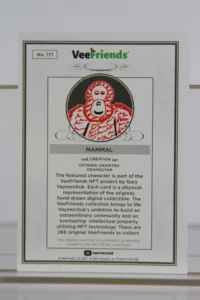 No. 171
VeeFriends
MAMMAL
THE CREATION OF
OPTIMAL ORIENTED
ORANGUTAN
The featured character is part of the
VeeFriends NFT project by Gary
Vaynerchuk. Each card is a physical
representation of the original,
hand-drawn digital collectible. The
VeeFriends collection brings to life
Vaynerchuk's ambition to build an
extraordinary community and an
everlasting intellectual property
utilizing NFT technology. There are
268 original VeeFriends to collect.